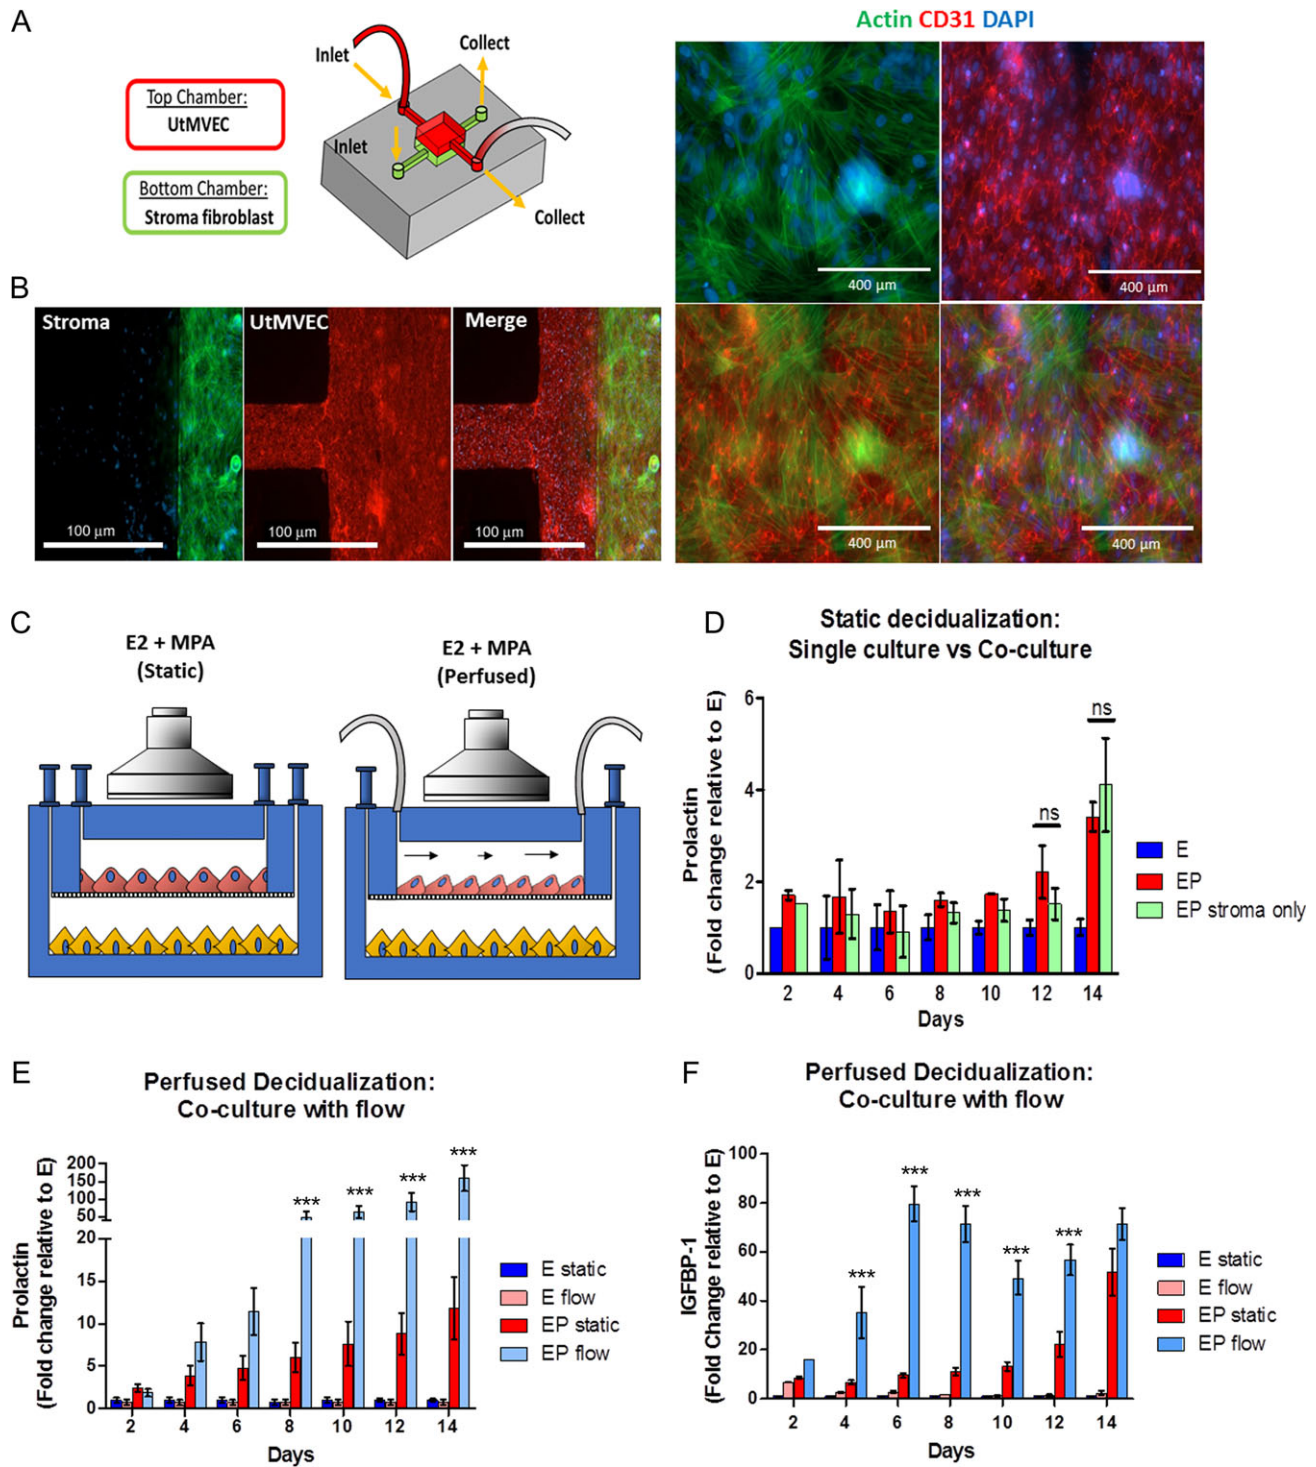 A
Inlet
Collect
Top Chamber:
UtMVEC
Inlet
Bottom Chamber:
Stroma fibroblast
Collect
Actin CD31 DAPI
400 µm
400 µm
400 µm
400 µm
B
Stroma
UtMVEC
Merge
100 µm
100 µm
100 µm
C
E2 + MPA
(Static)
E2 + MPA
(Perfused)
D
Static decidualization:
Single culture vs Co-culture
Prolactin
(Fold change relative to E)
6
4
2
0
ns
ns
2 4 6 8 10 12 14
Days
E
EP
EP stroma only
E
Perfused Decidualization:
Co-culture with flow
Prolactin
(Fold change relative to E)
200
150
100
50
20
15
10
5
0
*** *** *** ***
2 4 6 8 10 12 14
Days
E static
E flow
EP static
EP flow
F
Perfused Decidualization:
Co-culture with flow
IGFBP-1
(Fold Change relative to E)
100
80
60
40
20
0
*** *** *** *** ***
2 4 6 8 10 12 14
Days
E static
E flow
EP static
EP flow